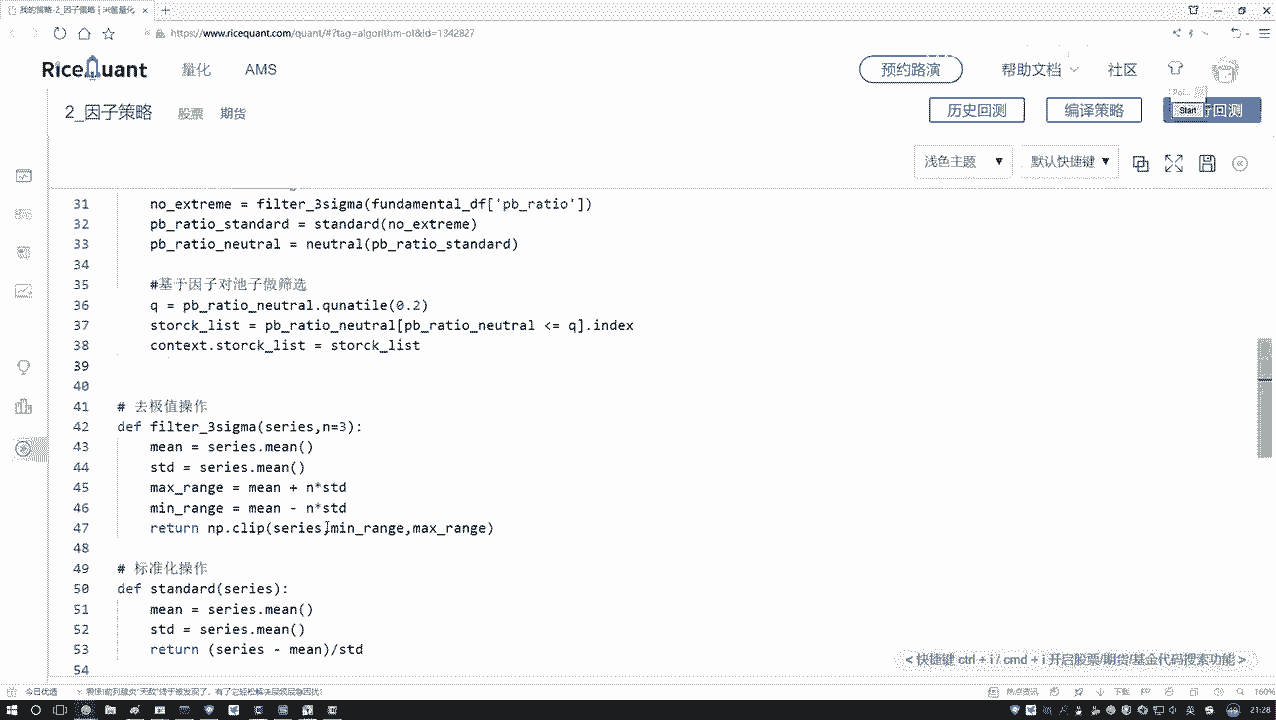 我的策略-2_因子策略 | 米筐量化
https://www.ricequant.com/quant/#?tag=algorithm-ol&id=1342827
RiceQuant 量化 AMS 预约路演 帮助文档 社区
2_因子策略 股票 期货 历史回测 编译策略 Start 行回测
浅色主题 默认快捷键
31 no_extreme = filter_3sigma(fundamental_df['pb_ratio'])
32 pb_ratio_standard = standard(no_extreme)
33 pb_ratio_neutral = neutral(pb_ratio_standard)
34
35 #基于因子对池子做筛选
36 q = pb_ratio_neutral.qunatile(0.2)
37 storck_list = pb_ratio_neutral[pb_ratio_neutral <= q].index
38 context.storck_list = storck_list
39
40
41 # 去极值操作
42 def filter_3sigma(series,n=3):
43 mean = series.mean()
44 std = series.mean()
45 max_range = mean + n*std
46 min_range = mean - n*std
47 return np.clip(series,min_range,max_range)
48
49 # 标准化操作
50 def standard(series):
51 mean = series.mean()
52 std = series.mean()
53 return (series - mean)/std
54
<快捷键 ctrl + i / cmd + i 开启股票/期货/基金代码搜索功能 >
今日优选 热点资讯 下载 160%
英 21:28